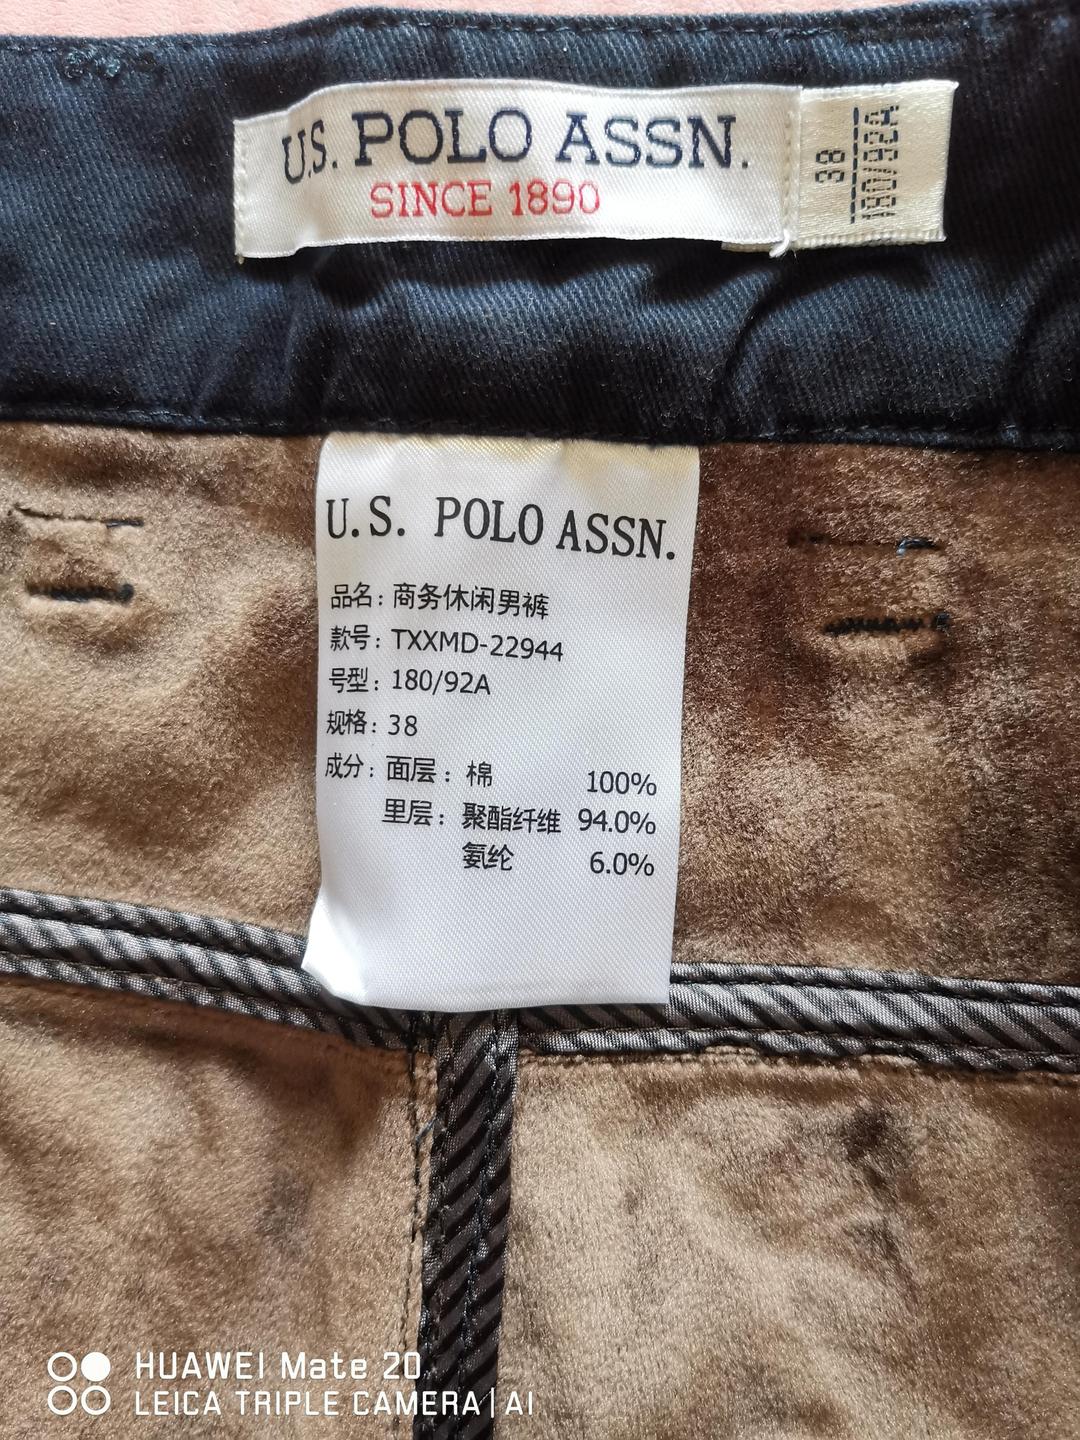 U.S. POLO ASSN.
SINCE 1890
38
180/92A
U.S. POLO ASSN.
品名：商务休闲男裤
款号：TXXMD-22944
号型：180/92A
规格：38
成分：面层：棉 100%
里层：聚酯纤维 94.0%
氨纶 6.0%
HUAWEI Mate 20
LEICA TRIPLE CAMERA | AI